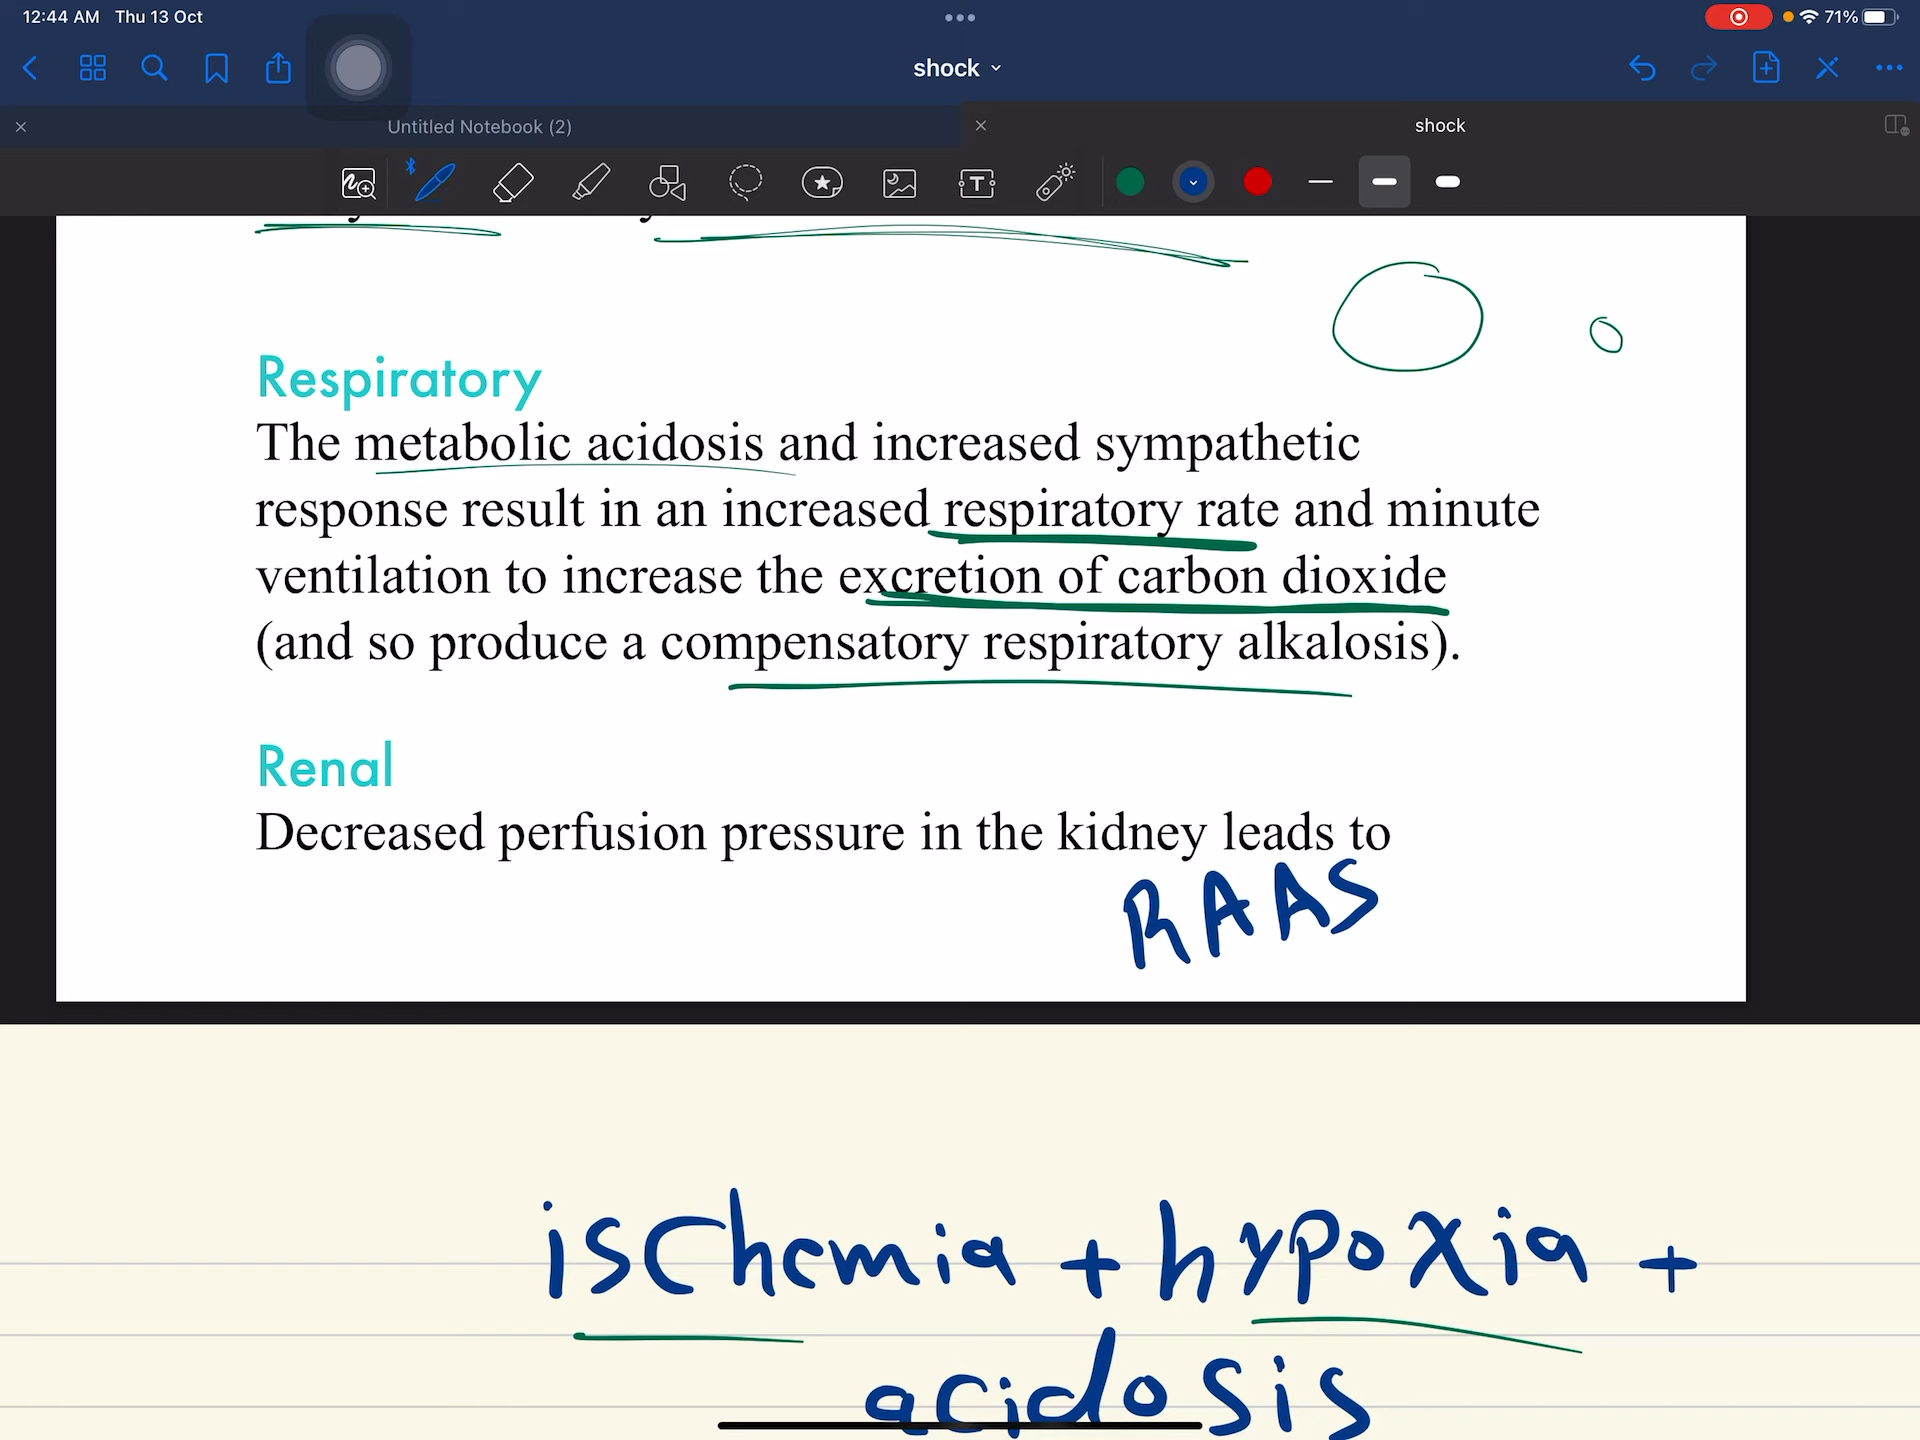 12:44 AM Thu 13 Oct
71%
shock
Untitled Notebook (2)
shock
Respiratory
The metabolic acidosis and increased sympathetic
response result in an increased respiratory rate and minute
ventilation to increase the excretion of carbon dioxide
(and so produce a compensatory respiratory alkalosis).
Renal
Decreased perfusion pressure in the kidney leads to
RAAS
ischemia + hypoxia +
acidosis